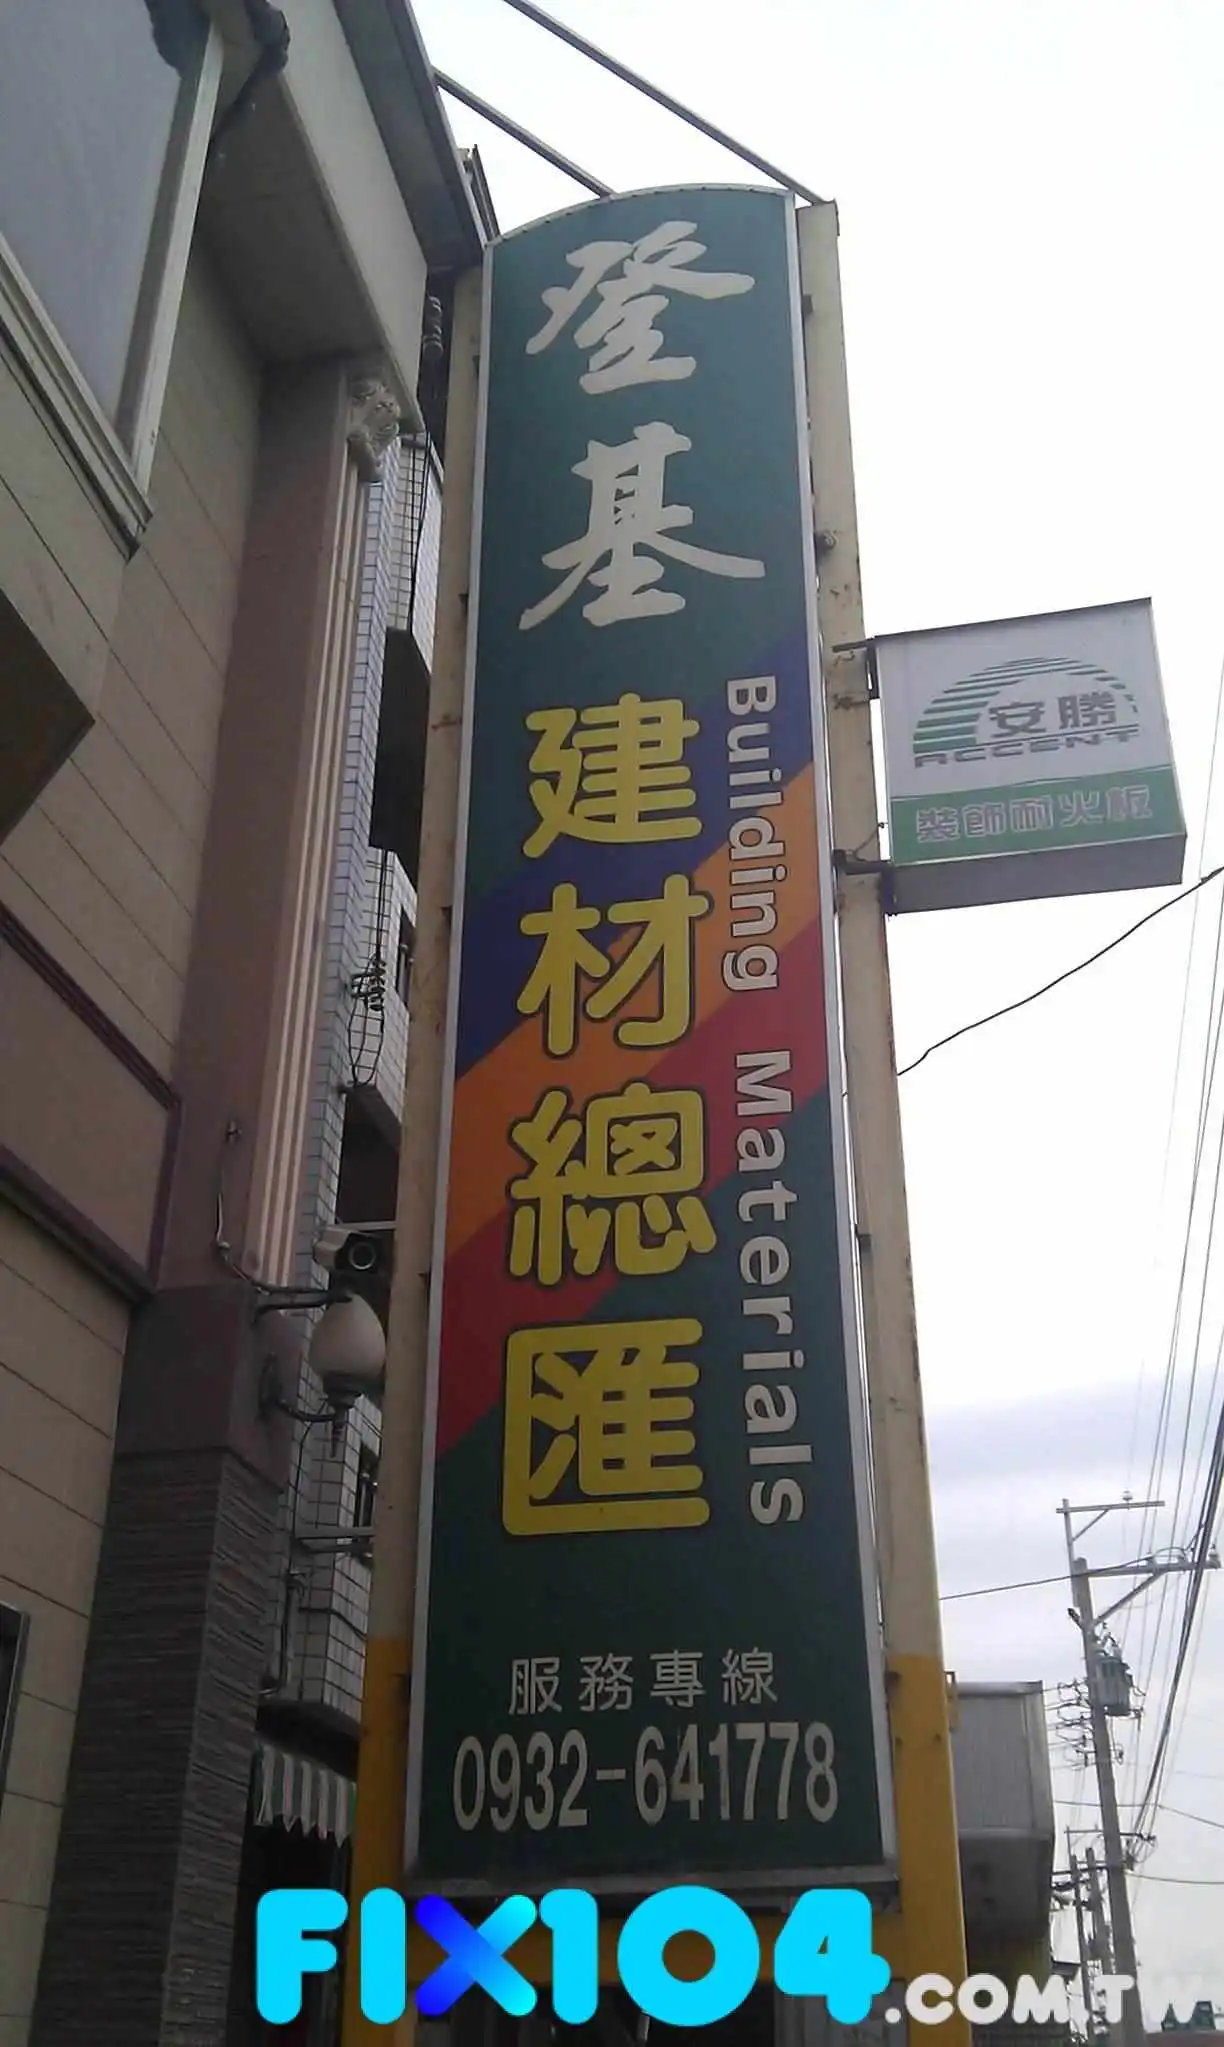 登基
建材總匯
Building Materials
服務專線
0932-641778
安勝
ACCENT
裝飾耐火板
FIX104.COM.TW